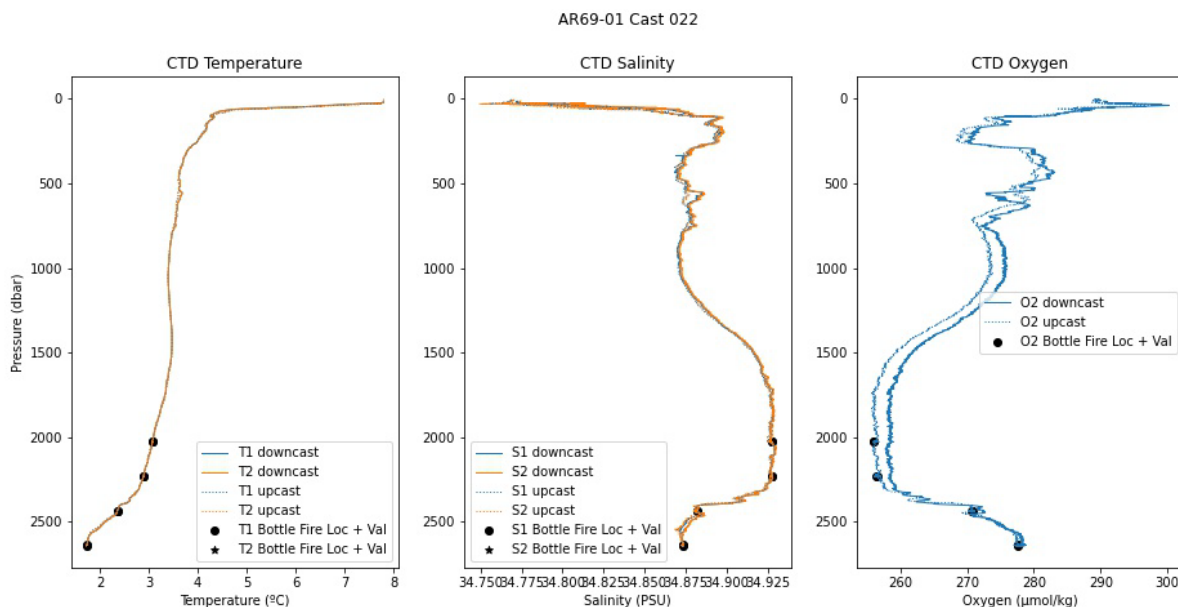 AR69-01 Cast 022
CTD Temperature
Pressure (dbar)
0
500
1000
1500
2000
2500
T1 downcast
T2 downcast
T1 upcast
T2 upcast
T1 Bottle Fire Loc + Val
T2 Bottle Fire Loc + Val
2 3 4 5 6 7 8
Temperature (ºC)
CTD Salinity
0
500
1000
1500
2000
2500
S1 downcast
S2 downcast
S1 upcast
S2 upcast
S1 Bottle Fire Loc + Val
S2 Bottle Fire Loc + Val
34.750 34.775 34.800 34.825 34.850 34.875 34.900 34.925
Salinity (PSU)
CTD Oxygen
0
500
1000
1500
2000
2500
O2 downcast
O2 upcast
O2 Bottle Fire Loc + Val
260 270 280 290 300
Oxygen (μmol/kg)